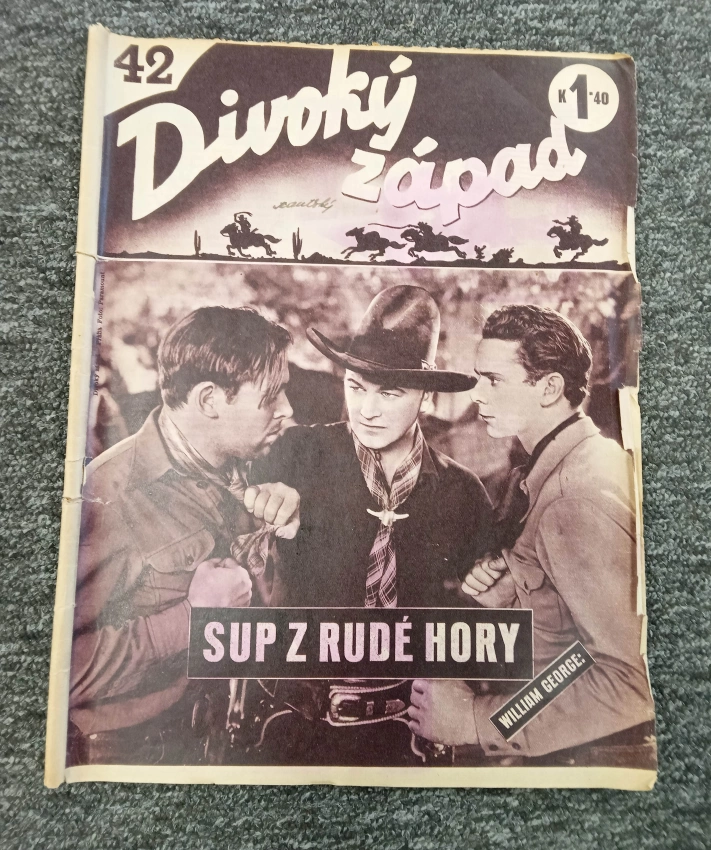 42
Divoký
západ
K 1·40
SUP Z RUDÉ HORY
WILLIAM GEORGE: